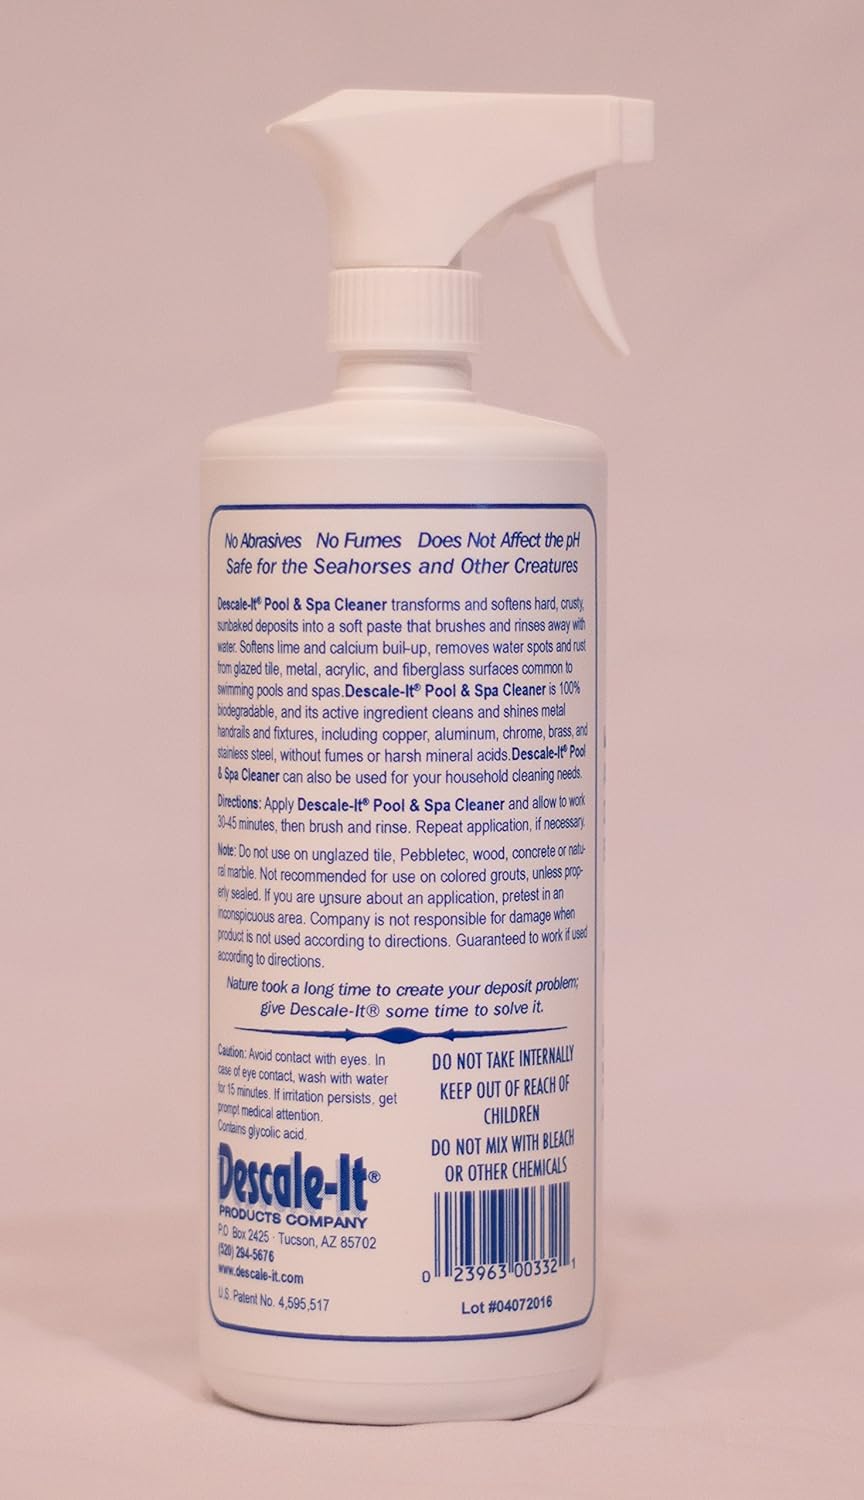 No Abrasives No Fumes Does Not Affect the pH
Safe for the Seahorses and Other Creatures
Descale-It® Pool & Spa Cleaner transforms and softens hard, crusty,
sunbaked deposits into a soft paste that brushes and rinses away with
water. Softens lime and calcium buil-up, removes water spots and rust
from glazed tile, metal, acrylic, and fiberglass surfaces common to
swimming pools and spas.Descale-It® Pool & Spa Cleaner is 100%
biodegradable, and its active ingredient cleans and shines metal
handrails and fixtures, including copper, aluminum, chrome, brass, and
stainless steel, without fumes or harsh mineral acids.Descale-It® Pool
& Spa Cleaner can also be used for your household cleaning needs.
Directions: Apply Descale-It® Pool & Spa Cleaner and allow to work
30-45 minutes, then brush and rinse. Repeat application, if necessary.
Note: Do not use on unglazed tile, Pebbletec, wood, concrete or natu-
ral marble. Not recommended for use on colored grouts, unless prop-
erly sealed. If you are unsure about an application, pretest in an
inconspicuous area. Company is not responsible for damage when
product is not used according to directions. Guaranteed to work if used
according to directions.
Nature took a long time to create your deposit problem;
give Descale-It® some time to solve it.
Caution: Avoid contact with eyes. In
case of eye contact, wash with water
for 15 minutes. If irritation persists, get
prompt medical attention.
Contains glycolic acid.
Descale-It®
PRODUCTS COMPANY
P.O Box 2425 · Tucson, AZ 85702
(520) 294-5676
www.descale-it.com
U.S. Patent No. 4,595,517
DO NOT TAKE INTERNALLY
KEEP OUT OF REACH OF
CHILDREN
DO NOT MIX WITH BLEACH
OR OTHER CHEMICALS
0 23963 00332 1
Lot #04072016